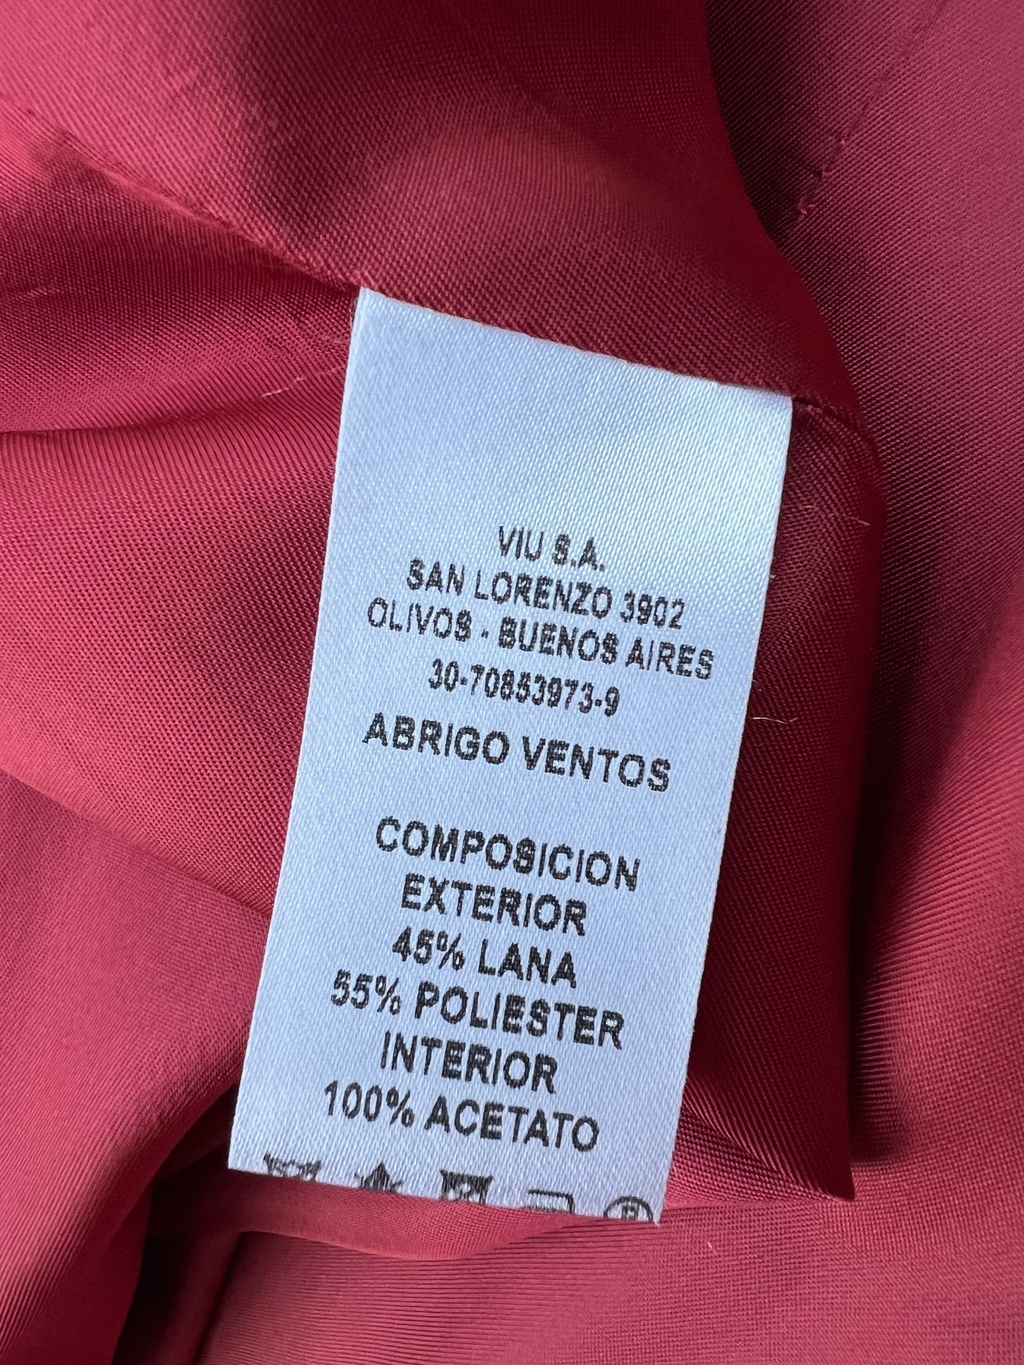 VIU S.A.
SAN LORENZO 3902
OLIVOS - BUENOS AIRES
30-70853973-9
ABRIGO VENTOS
COMPOSICION
EXTERIOR
45% LANA
55% POLIESTER
INTERIOR
100% ACETATO